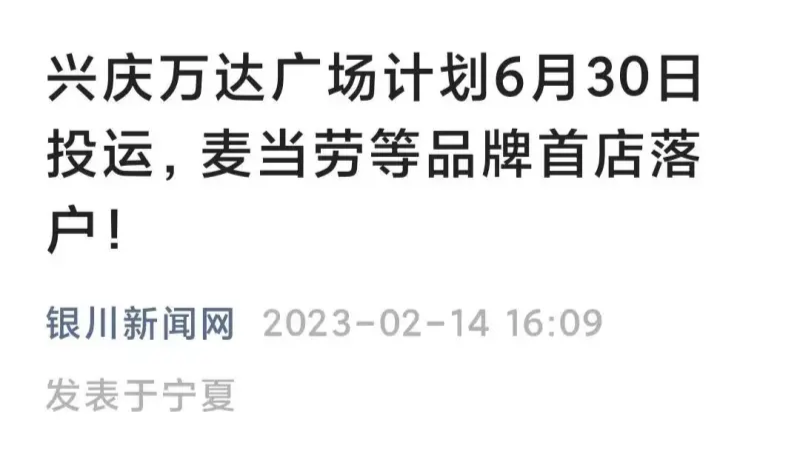 兴庆万达广场计划6月30日
投运，麦当劳等品牌首店落
户！
银川新闻网 2023-02-14 16:09
发表于宁夏